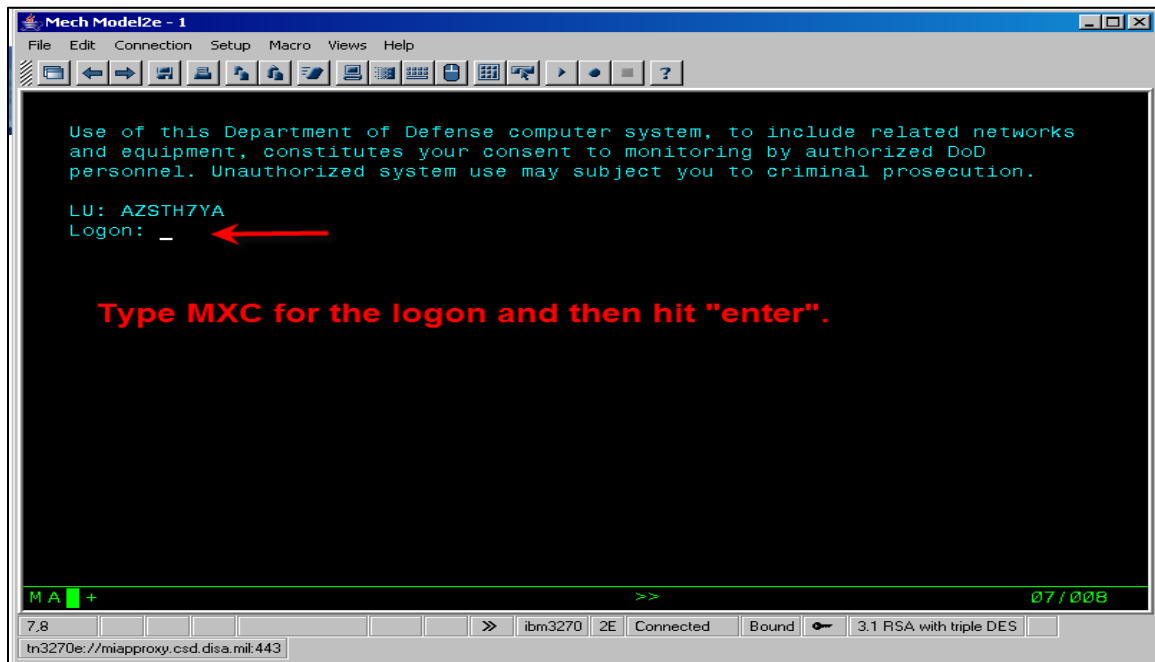 Mech Model2e - 1
File Edit Connection Setup Macro Views Help
?
Use of this Department of Defense computer system, to include related networks
and equipment, constitutes your consent to monitoring by authorized DoD
personnel. Unauthorized system use may subject you to criminal prosecution.
LU: AZSTH7YA
Logon: _
Type MXC for the logon and then hit "enter".
M A + >> 07/008
7,8 » ibm3270 2E Connected Bound 3.1 RSA with triple DES
tn3270e://miapproxy.csd.disa.mil:443